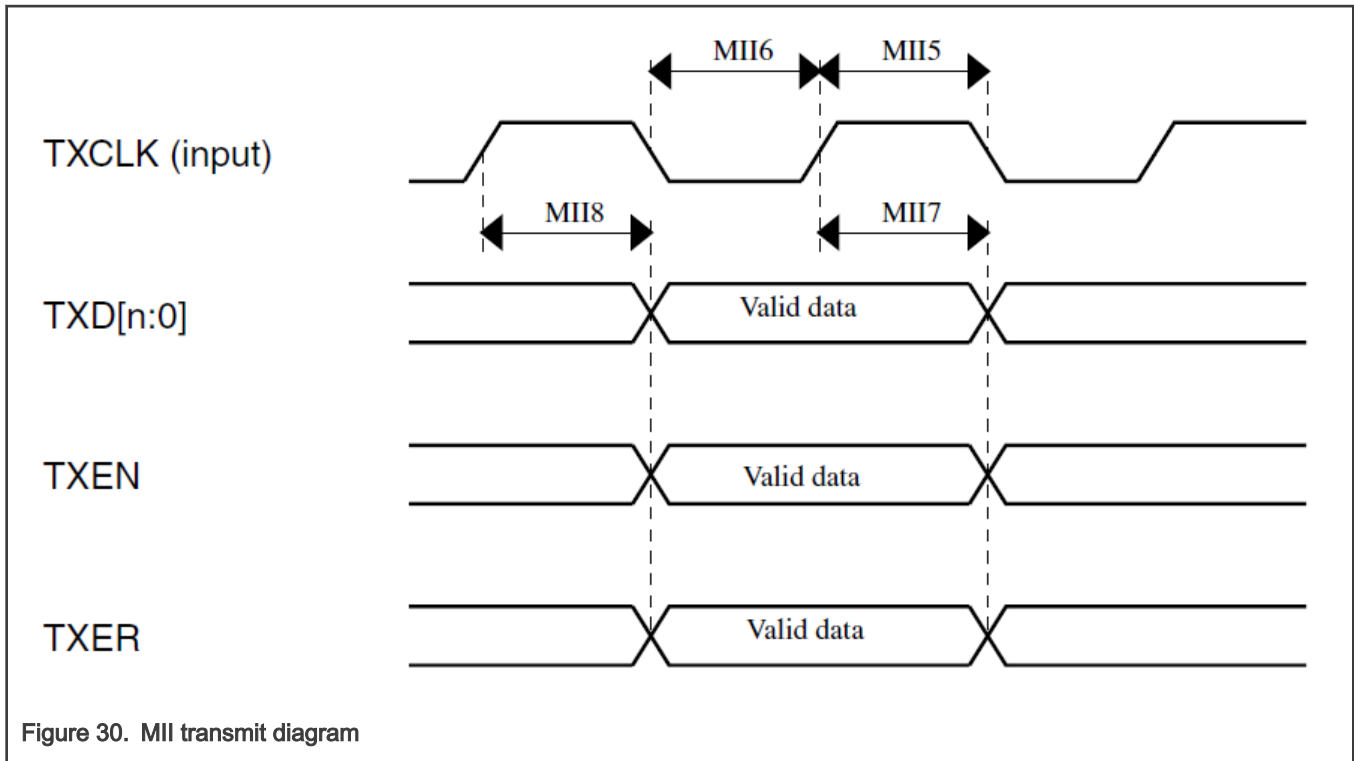 MII6 MII5
TXCLK (input)
MII8 MII7
TXD[n:0] Valid data
TXEN Valid data
TXER Valid data
Figure 30. MII transmit diagram